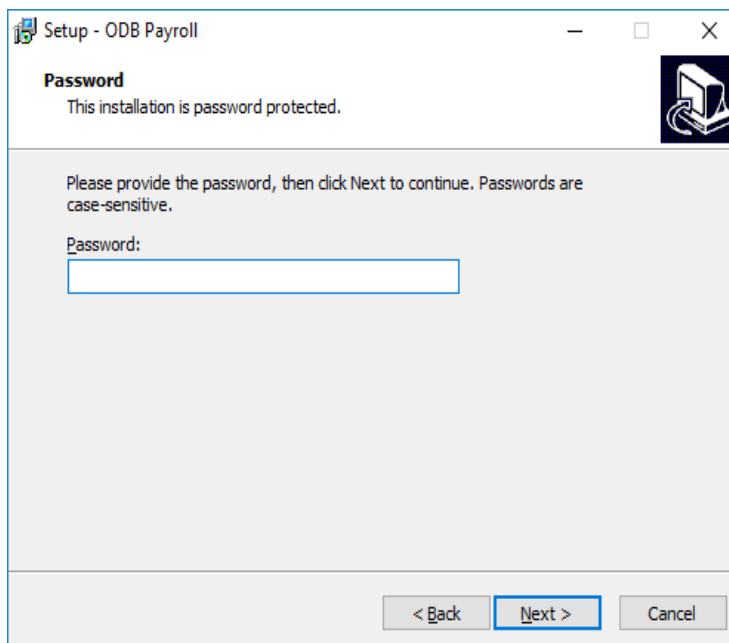 Setup - ODB Payroll
Password
This installation is password protected.
Please provide the password, then click Next to continue. Passwords are
case-sensitive.
Password:
< Back
Next >
Cancel